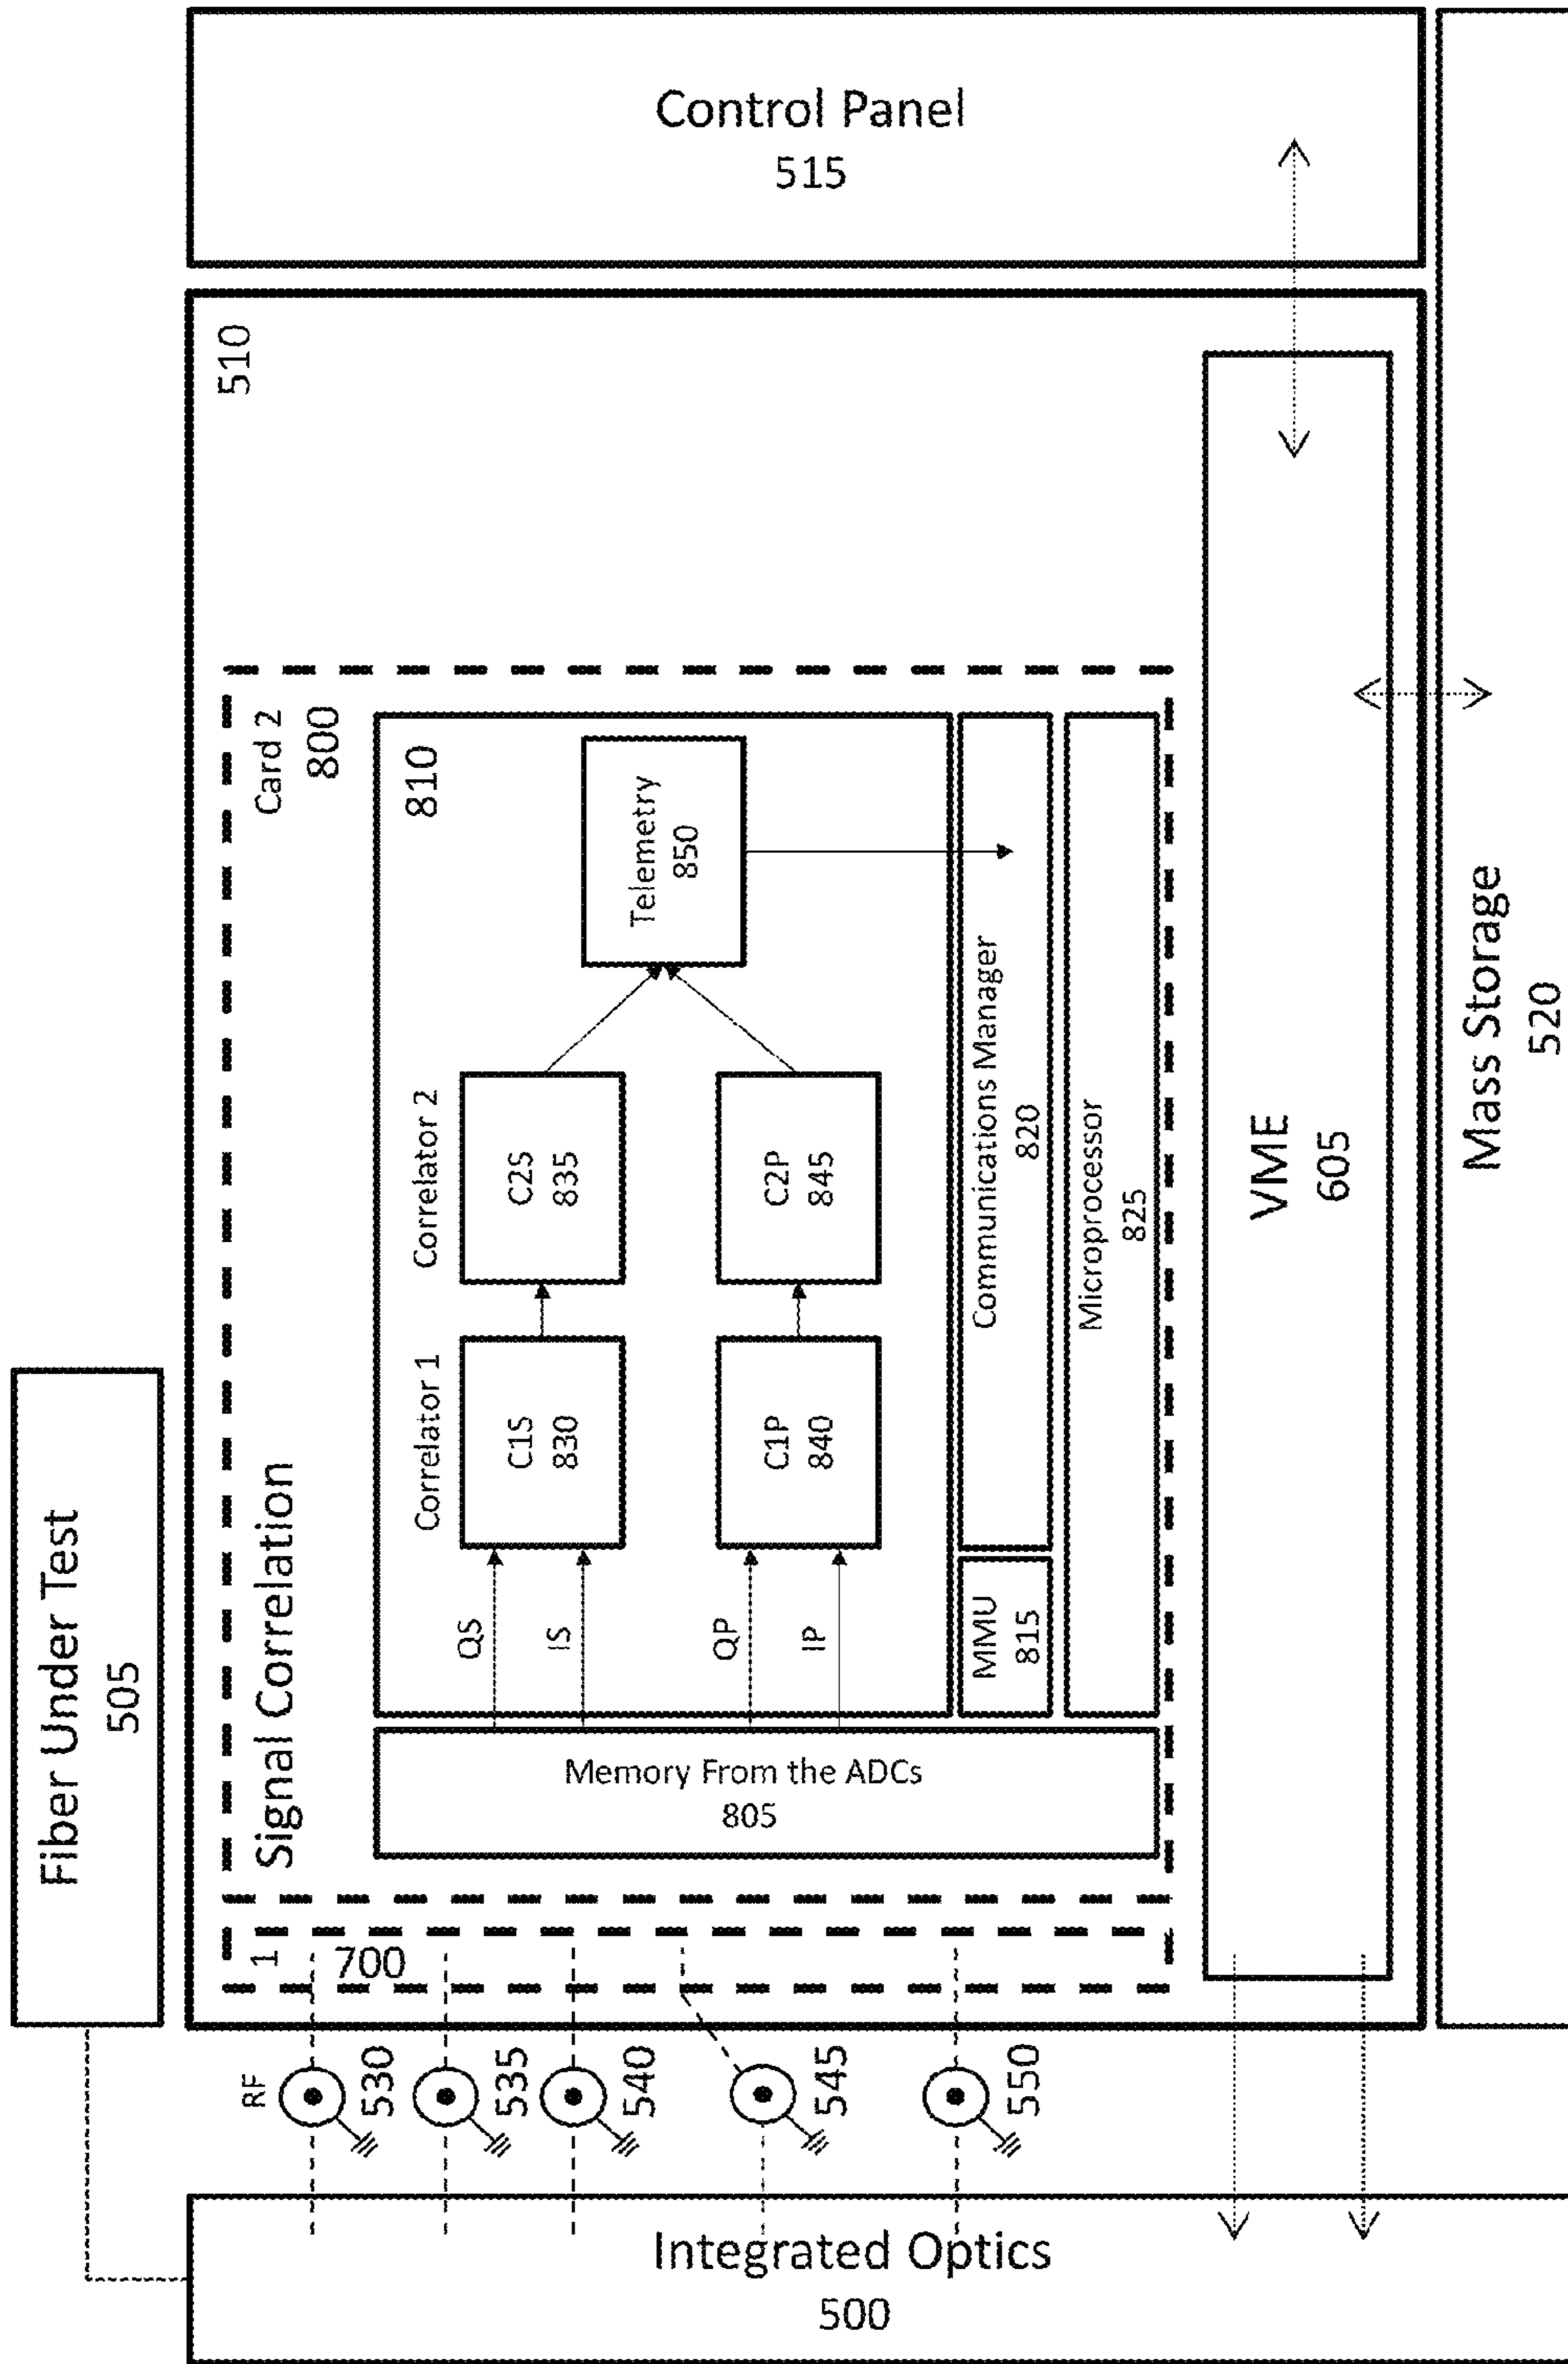 Fiber Under Test
505
Control Panel
515
510
Signal Correlation
Card 2
800
1
700
810
Correlator 1
Correlator 2
QS
IS
QP
IP
C1S
830
C2S
835
C1P
840
C2P
845
Telemetry
850
Memory From the ADCs
805
MMU
815
Communications Manager
820
Microprocessor
825
VME
605
RF
530
535
540
545
550
Integrated Optics
500
Mass Storage
520